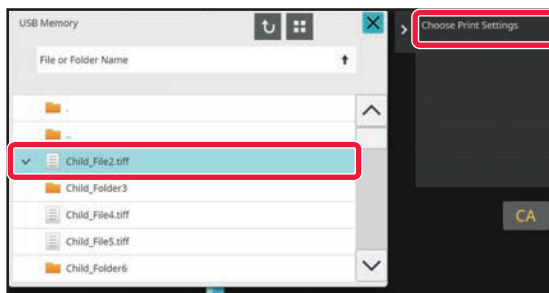 USB Memory
Choose Print Settings
File or Folder Name
.
..
Child_File2.tiff
Child_Folder3
Child_File4.tiff
Child_File5.tiff
Child_Folder6
CA